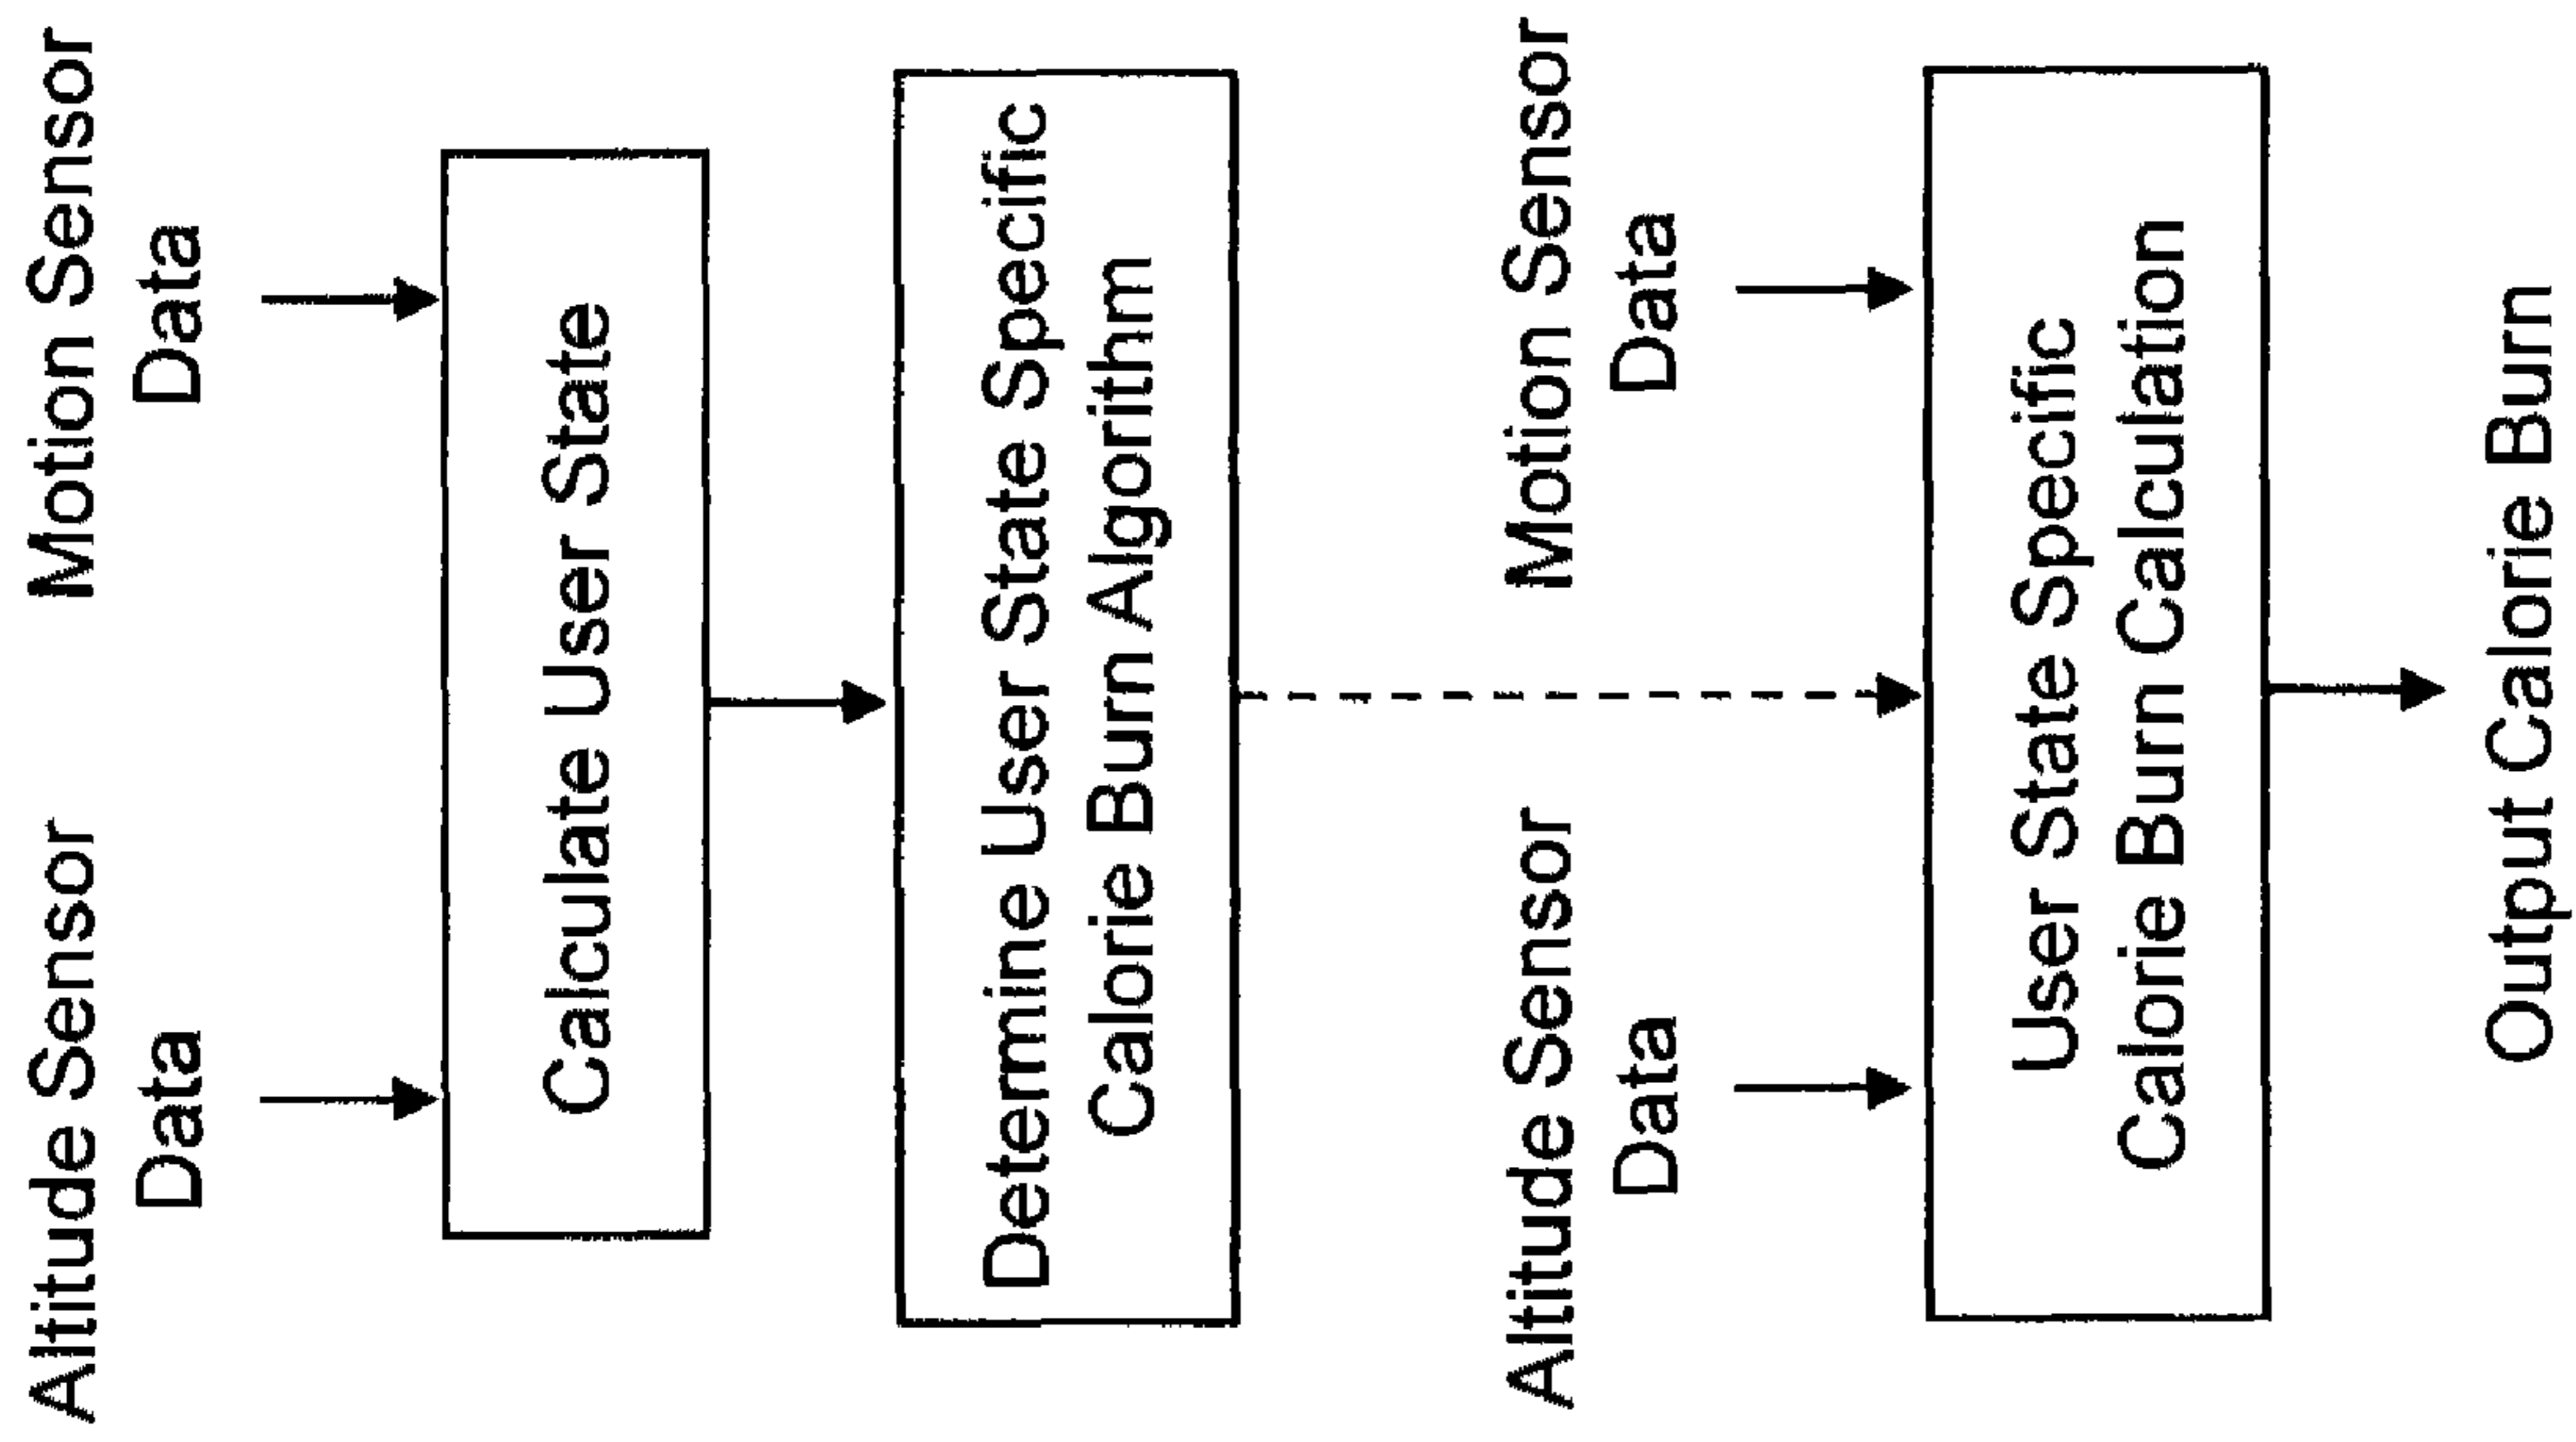 Altitude Sensor
Data
Motion Sensor
Data
Calculate User State
Determine User State Specific
Calorie Burn Algorithm
Altitude Sensor
Data
Motion Sensor
Data
User State Specific
Calorie Burn Calculation
Output Calorie Burn